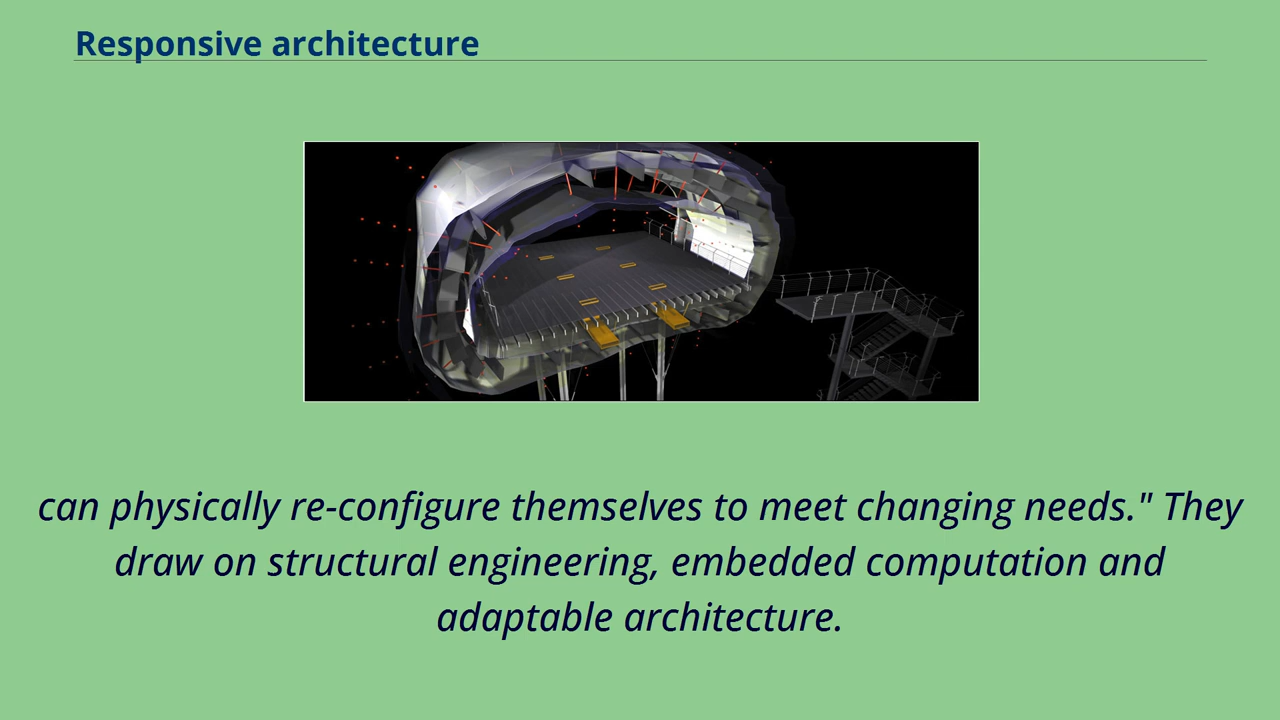 Responsive architecture
can physically re-configure themselves to meet changing needs." They
draw on structural engineering, embedded computation and
adaptable architecture.